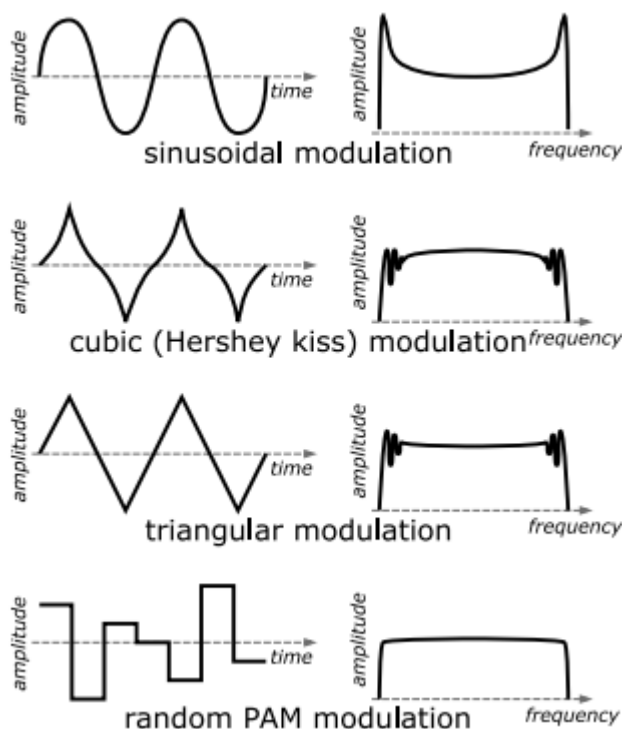 amplitude
time
amplitude
frequency
sinusoidal modulation
amplitude
time
amplitude
frequency
cubic (Hershey kiss) modulation
amplitude
time
amplitude
frequency
triangular modulation
amplitude
time
amplitude
frequency
random PAM modulation